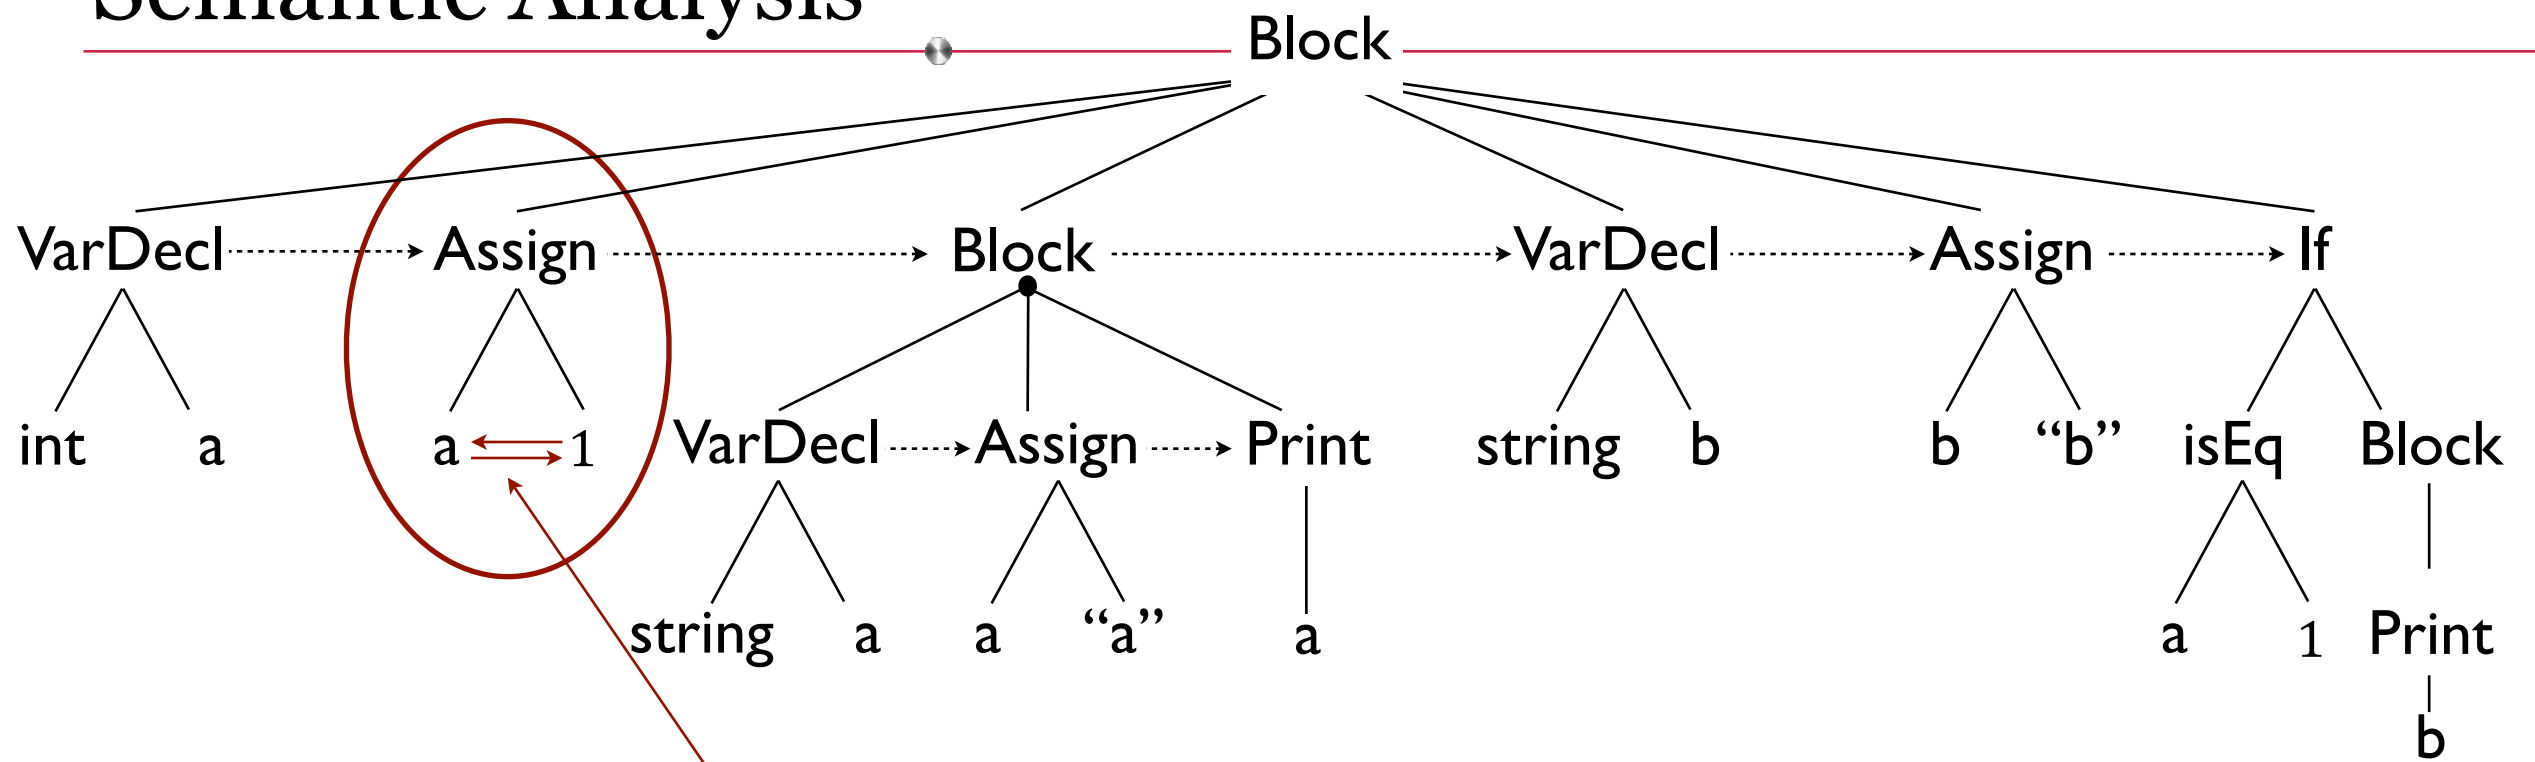 Semantic Analysis
Block
VarDecl Assign Block VarDecl Assign If
int a a 1 VarDecl Assign Print string b b “b” isEq Block
string a a “a” a a 1 Print
b